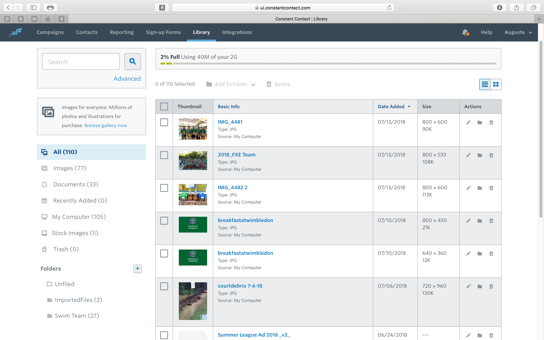 ui.constantcontact.com
Constant Contact : Library
Campaigns Contacts Reporting Sign-up Forms Library Integrations Help Auguste
Search
Advanced
Images for everyone: Millions of
photos and illustrations for
purchase. Browse gallery now
All (110)
Images (77)
Documents (33)
Recently Added (0)
My Computer (105)
Stock Images (5)
Trash (0)
Folders
Unfiled
ImportedFiles (2)
Swim Team (27)
2% Full Using 40M of your 2G
0 of 110 Selected Add To Folder Delete
Thumbnail Basic Info Date Added Size Actions
IMG_4481 07/13/2018 800 x 600
Type: JPG 90K
Source: My Computer
2018_FXE Team 07/13/2018 800 x 533
Type: JPG 108K
Source: My Computer
IMG_4482 2 07/13/2018 800 x 600
Type: JPG 113K
Source: My Computer
breakfastatwimbledon 07/10/2018 800 x 450
Type: JPG 21K
Source: My Computer
breakfastatwimbledon 07/10/2018 640 x 360
Type: JPG 12K
Source: My Computer
courtdebris 7-6-18 07/06/2018 720 x 960
Type: JPG 130K
Source: My Computer
Summer League Ad 2018 _v2_ 06/24/2018 ---